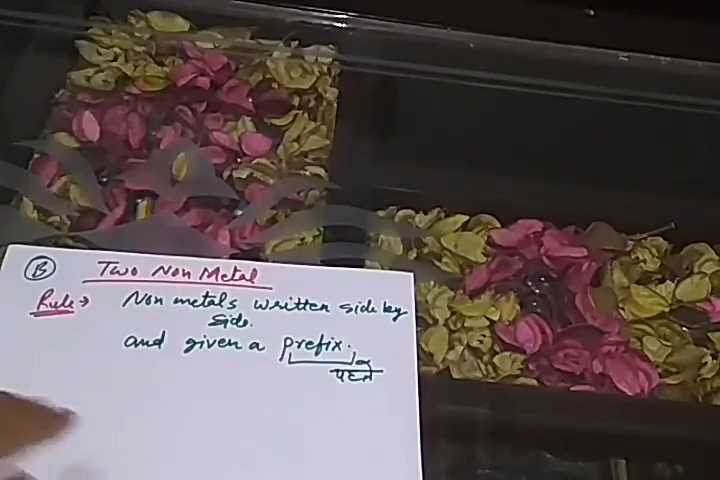 B Two Non Metal
Rule → Non metals written side by
side.
and given a prefix.